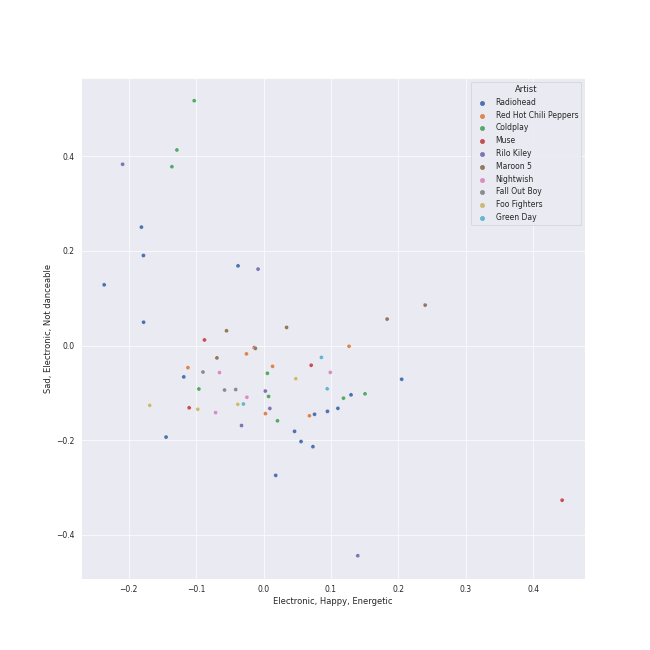 Artist
Radiohead
Red Hot Chili Peppers
Coldplay
Muse
Rilo Kiley
Maroon 5
Nightwish
Fall Out Boy
Foo Fighters
Green Day
0.4
0.2
0.0
−0.2
−0.4
Sad, Electronic, Not danceable
−0.2 −0.1 0.0 0.1 0.2 0.3 0.4
Electronic, Happy, Energetic